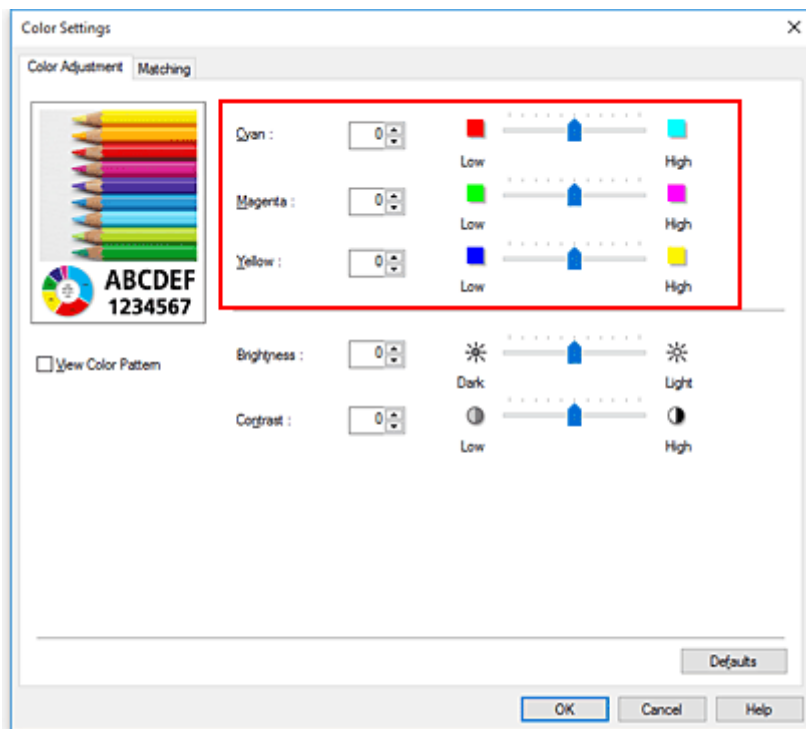 Color Settings
Color Adjustment Matching
Cyan : 0
Low High
Magenta : 0
Low High
Yellow : 0
Low High
ABCDEF
1234567
View Color Pattern
Brightness : 0
Dark Light
Contrast : 0
Low High
Defaults
OK Cancel Help